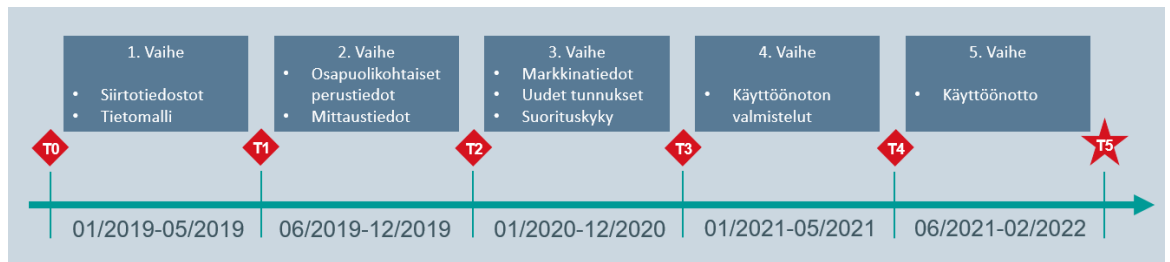 1. Vaihe
• Siirtotiedostot
• Tietomalli
2. Vaihe
• Osapuolikohtaiset
perustiedot
• Mittaustiedot
3. Vaihe
• Markkinatiedot
• Uudet tunnukset
• Suorituskyky
4. Vaihe
• Käyttöönoton
valmistelut
5. Vaihe
• Käyttöönotto
T0
T1
T2
T3
T4
T5
01/2019-05/2019
06/2019-12/2019
01/2020-12/2020
01/2021-05/2021
06/2021-02/2022